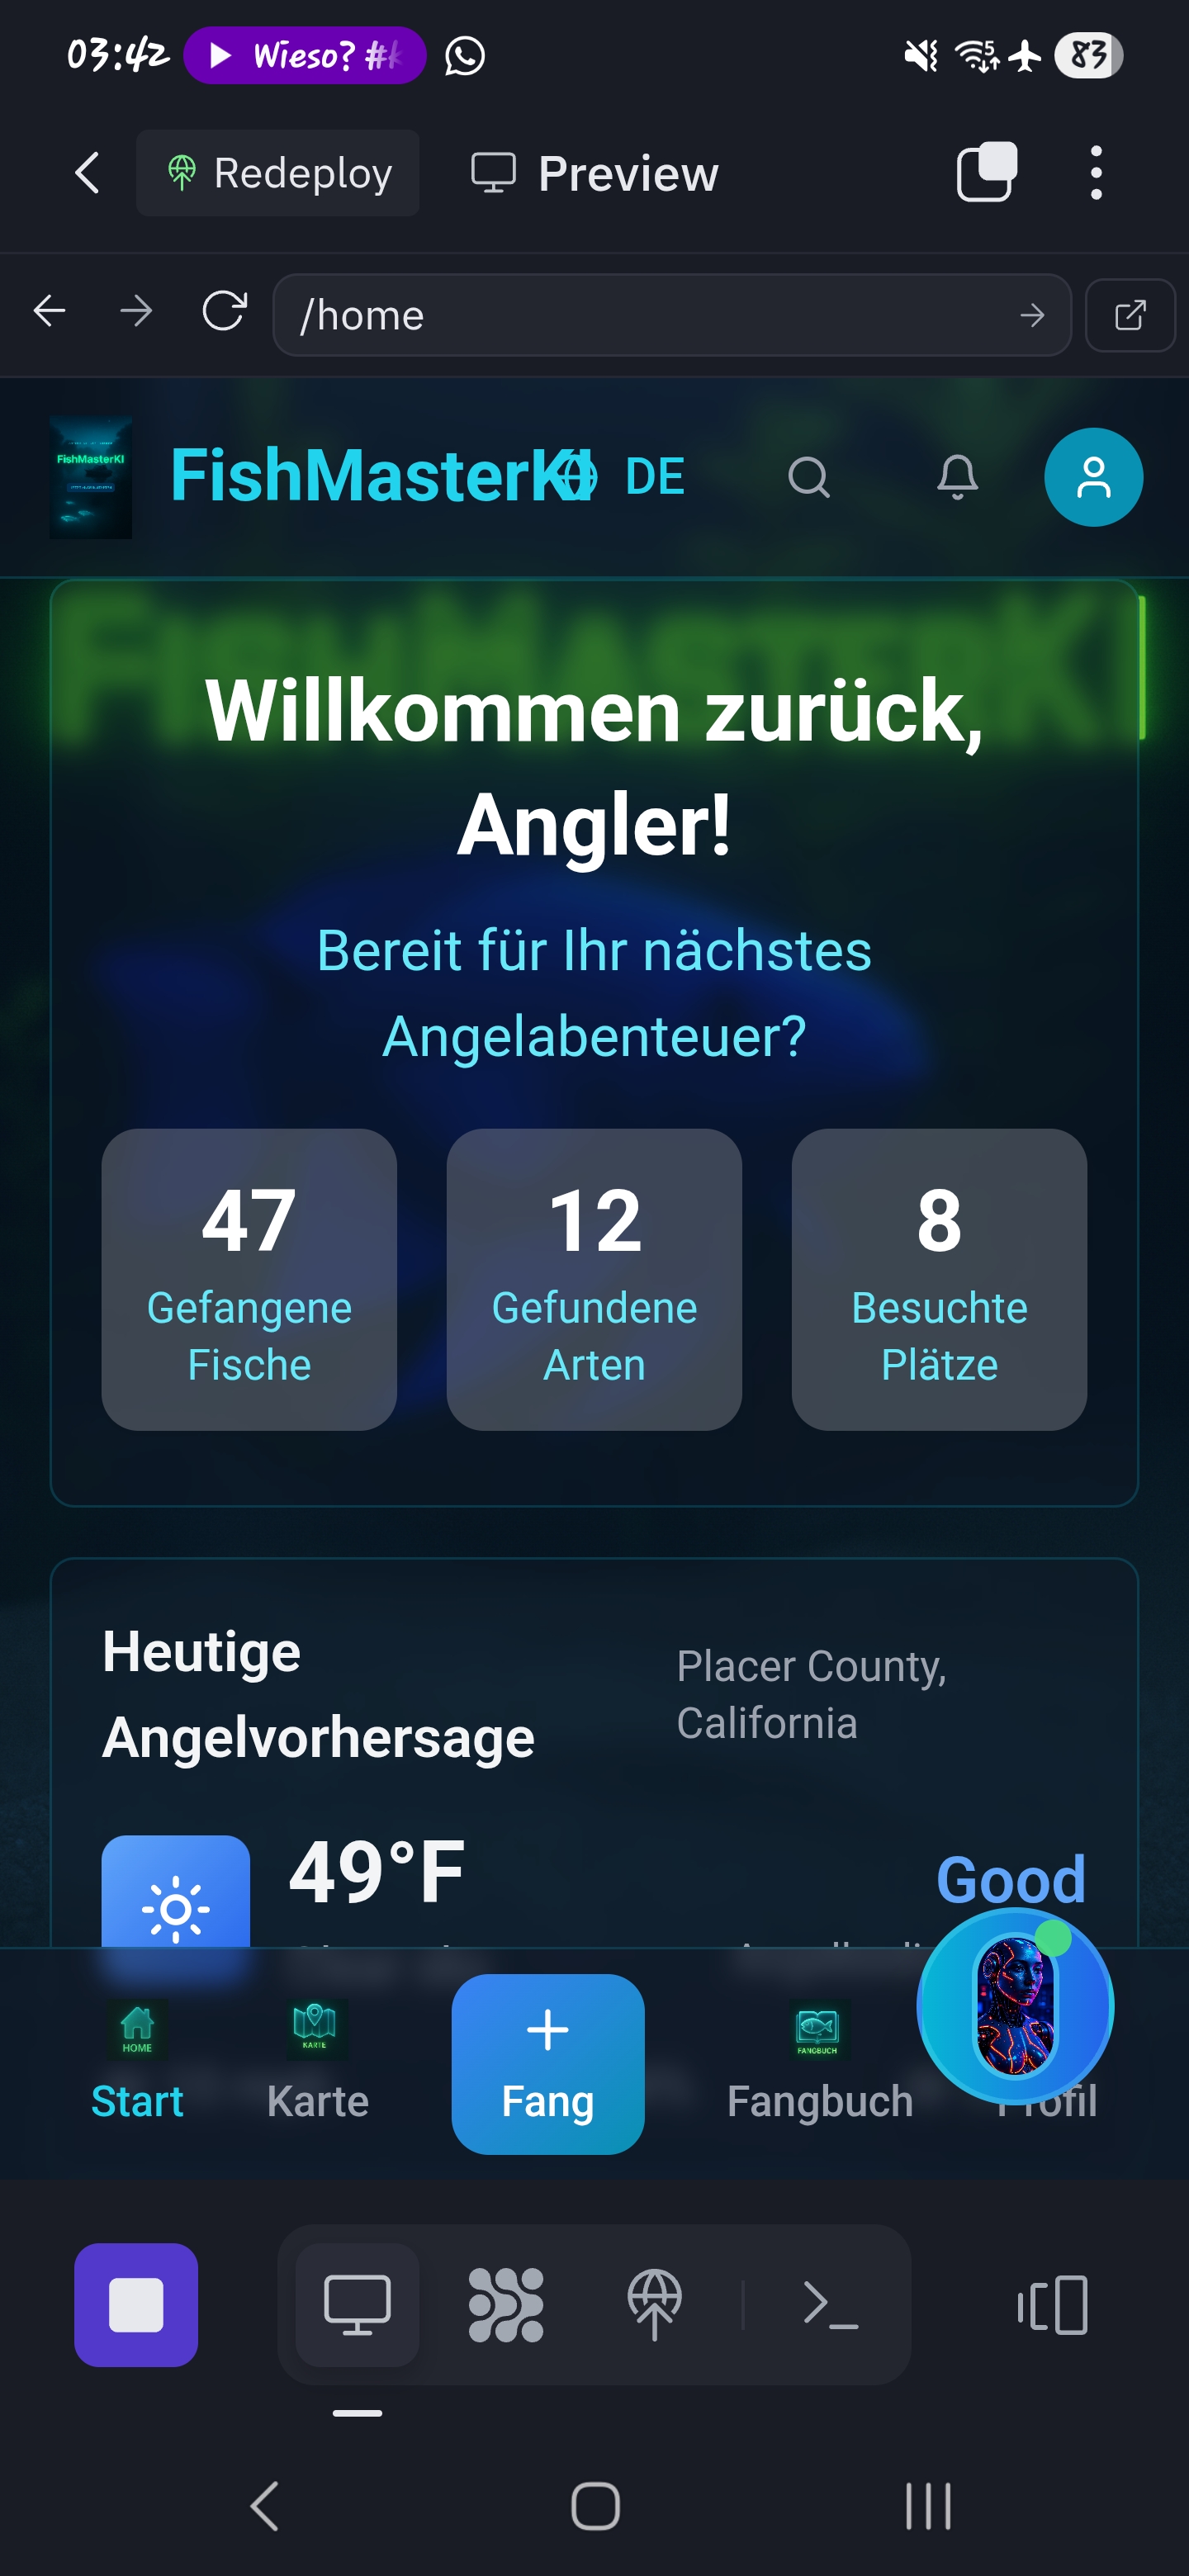 03:42 Wieso? #k 83
Redeploy Preview
/home
FishMasterKI
FishMasterKI DE
FishMasterKI
Willkommen zurück,
Angler!
Bereit für Ihr nächstes
Angelabenteuer?
47 12 8
Gefangene Gefundene Besuchte
Fische Arten Plätze
Heutige
Angelvorhersage
Placer County,
California
49°F Good
HOME KARTE FANGBUCH
Start Karte Fang Fangbuch Profil